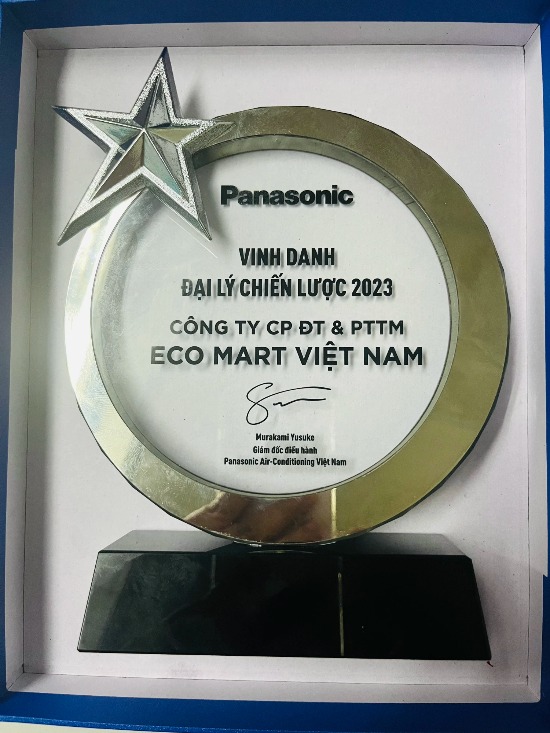 Panasonic
VINH DANH
ĐẠI LÝ CHIẾN LƯỢC 2023
CÔNG TY CP ĐT & PTTM
ECO MART VIỆT NAM
Murakami Yusuke
Giám đốc điều hành
Panasonic Air-Conditioning Việt Nam